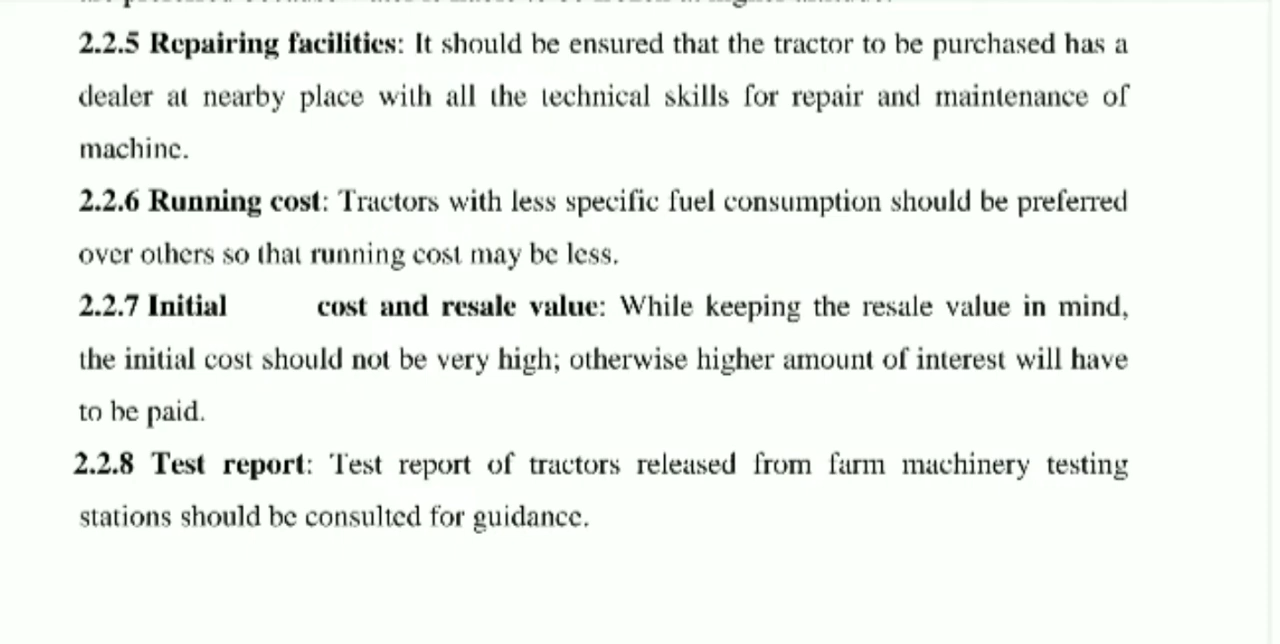 2.2.5 Repairing facilities: It should be ensured that the tractor to be purchased has a
dealer at nearby place with all the technical skills for repair and maintenance of
machine.
2.2.6 Running cost: Tractors with less specific fuel consumption should be preferred
over others so that running cost may be less.
2.2.7 Initial cost and resale value: While keeping the resale value in mind,
the initial cost should not be very high; otherwise higher amount of interest will have
to be paid.
2.2.8 Test report: Test report of tractors released from farm machinery testing
stations should be consulted for guidance.